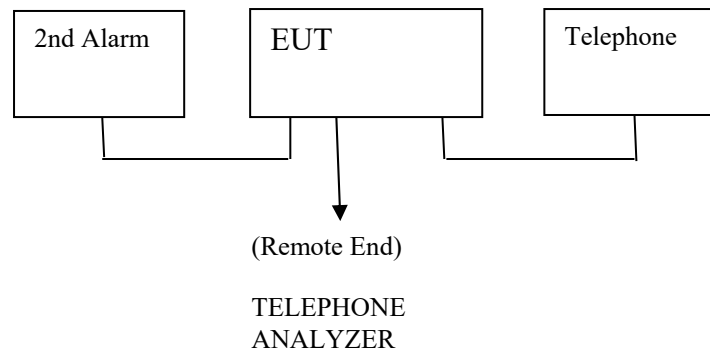 2nd Alarm
EUT
Telephone
(Remote End)
TELEPHONE
ANALYZER